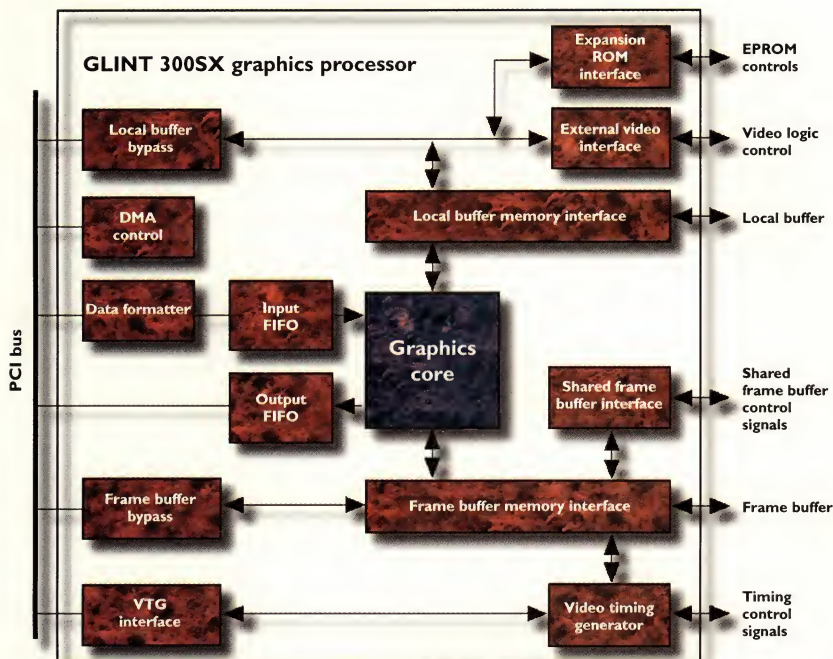 GLINT 300SX graphics processor
Expansion
ROM
interface
EPROM
controls
Local buffer
bypass
External video
interface
Video logic
control
DMA
control
Local buffer memory interface
Local buffer
Data formatter
Input
FIFO
Graphics
core
PCI bus
Output
FIFO
Shared frame
buffer interface
Shared
frame buffer
control
signals
Frame buffer
bypass
Frame buffer memory interface
Frame buffer
VTG
interface
Video timing
generator
Timing
control
signals